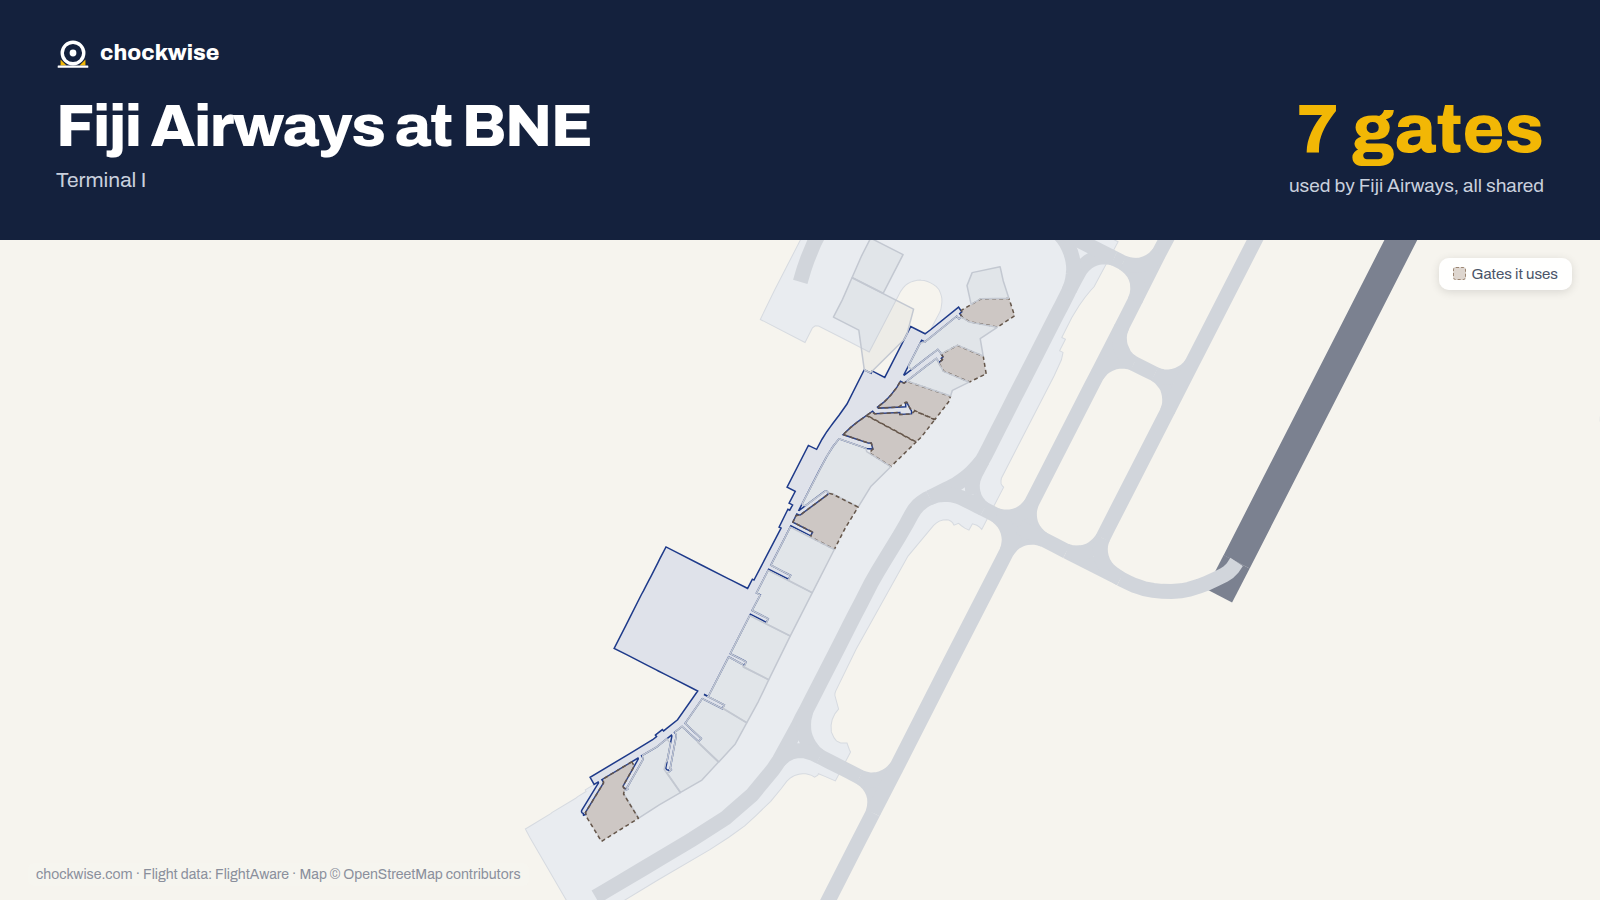 chockwise
Fiji Airways at BNE
Terminal I
7 gates
used by Fiji Airways, all shared
Gates it uses
chockwise.com · Flight data: FlightAware · Map © OpenStreetMap contributors